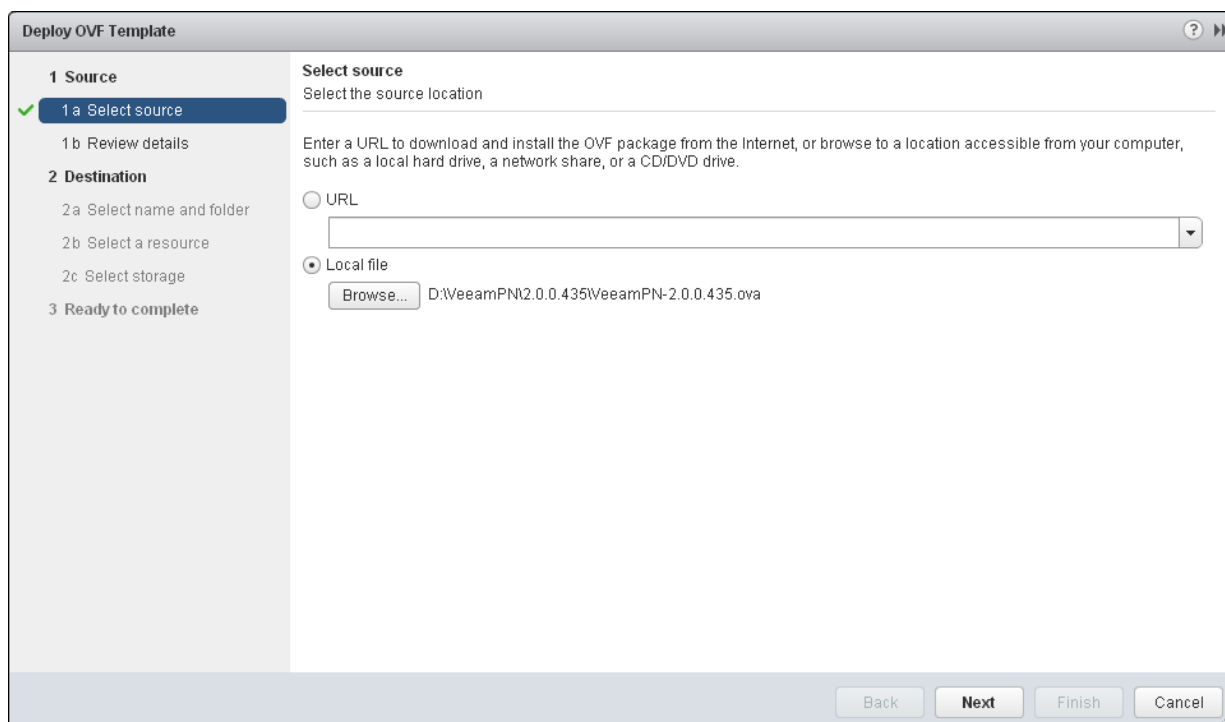 Deploy OVF Template
?
1 Source
1a Select source
1b Review details
2 Destination
2a Select name and folder
2b Select a resource
2c Select storage
3 Ready to complete
Select source
Select the source location
Enter a URL to download and install the OVF package from the Internet, or browse to a location accessible from your computer,
such as a local hard drive, a network share, or a CD/DVD drive.
URL
Local file
Browse... D:\VeeamPN\2.0.0.435\VeeamPN-2.0.0.435.ova
Back Next Finish Cancel